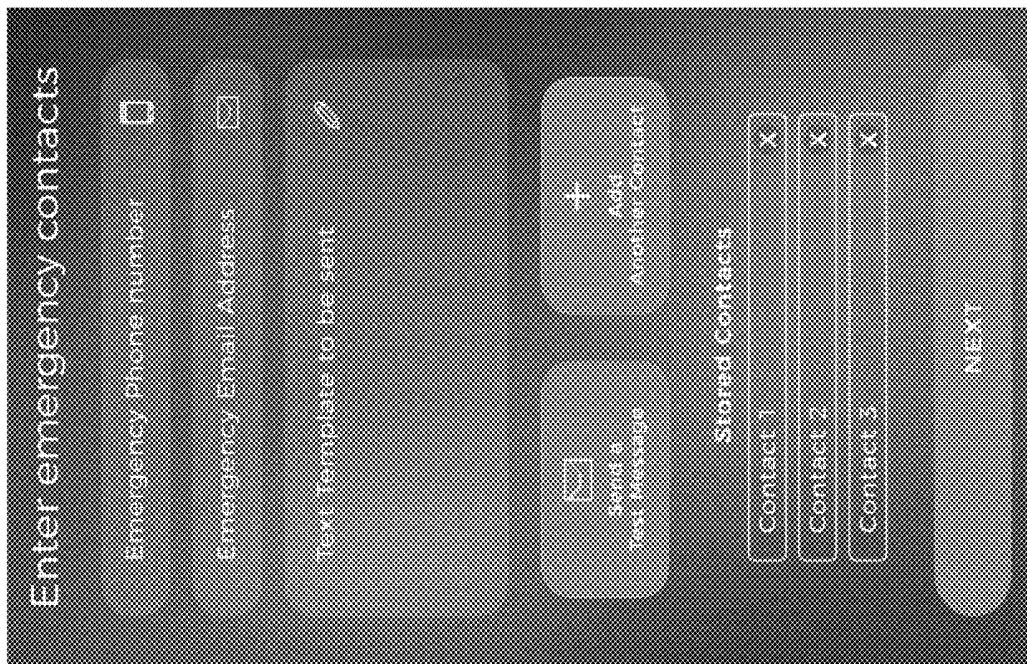 Enter emergency contacts
Emergency Phone number
Emergency Email Address
Text Template to be sent
Send a
Test Message
Add
Another Contact
Stored Contacts
Contact 1 X
Contact 2 X
Contact 3 X
NEXT